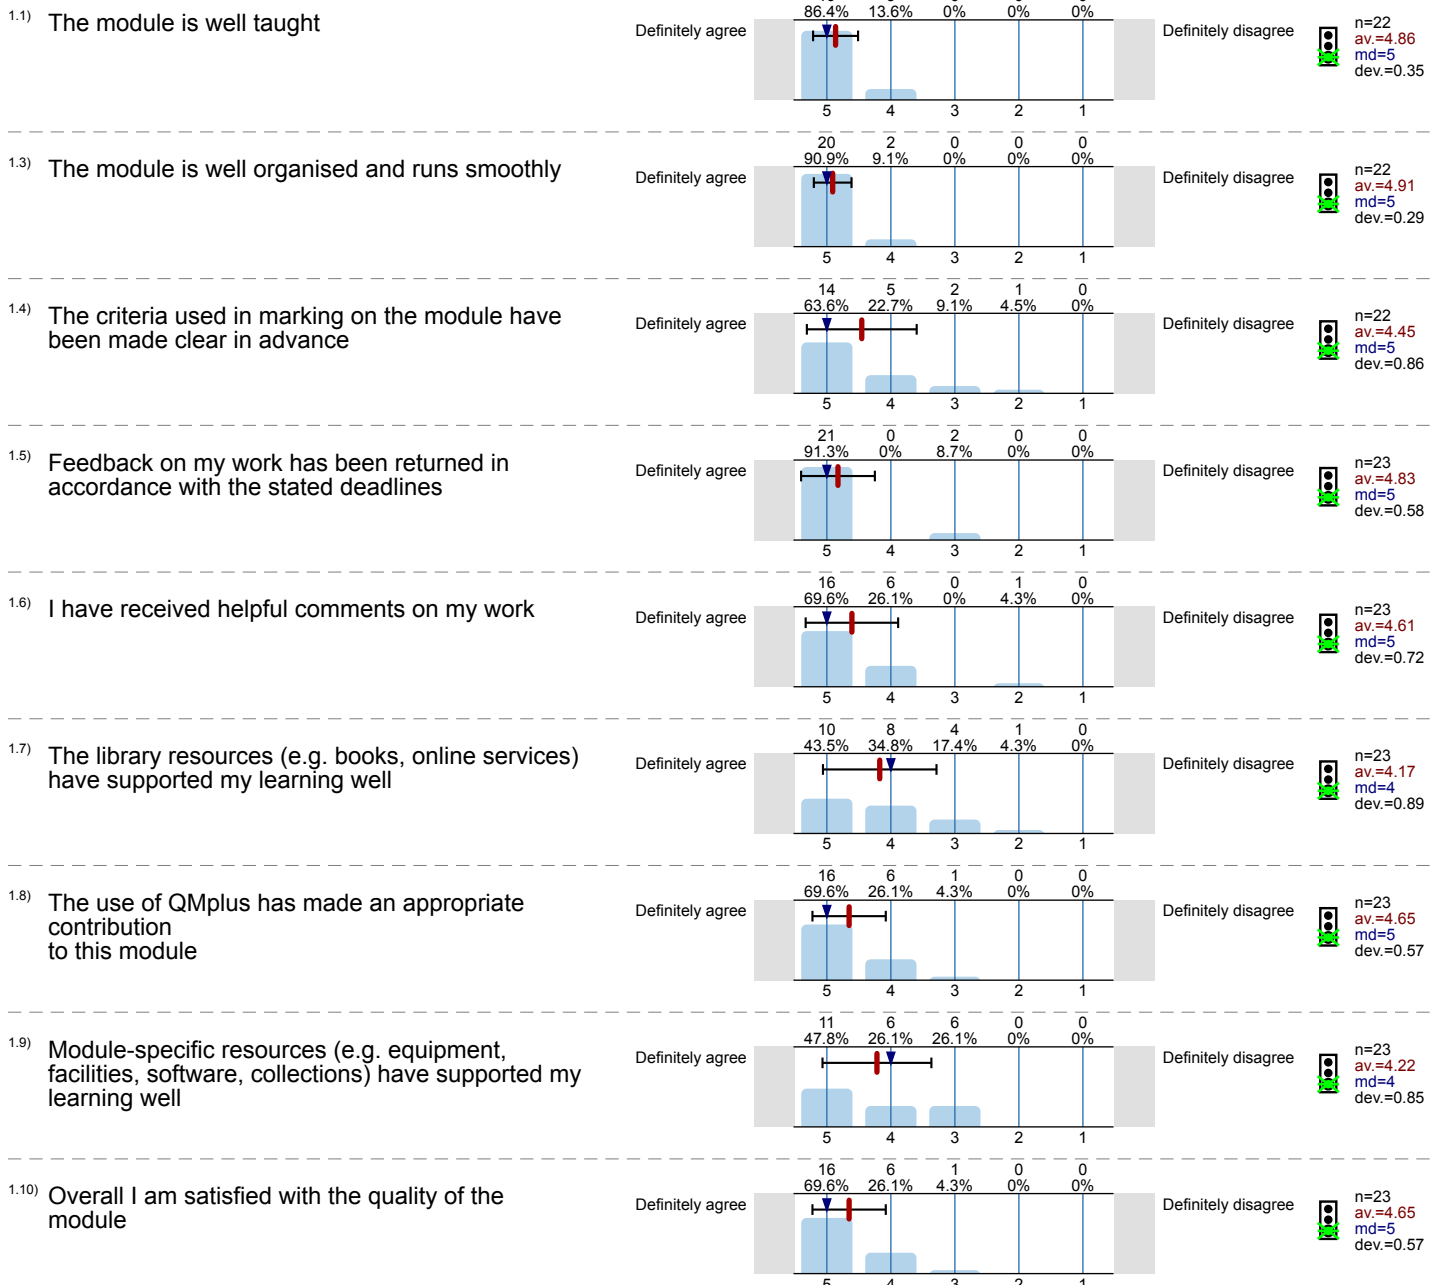 1.1) The module is well taught
86.4% 13.6% 0% 0% 0%
Definitely agree Definitely disagree
5 4 3 2 1
n=22
av.=4.86
md=5
dev.=0.35
1.3) The module is well organised and runs smoothly
20 2 0 0 0
90.9% 9.1% 0% 0% 0%
Definitely agree Definitely disagree
5 4 3 2 1
n=22
av.=4.91
md=5
dev.=0.29
1.4) The criteria used in marking on the module have
been made clear in advance
14 5 2 1 0
63.6% 22.7% 9.1% 4.5% 0%
Definitely agree Definitely disagree
5 4 3 2 1
n=22
av.=4.45
md=5
dev.=0.86
1.5) Feedback on my work has been returned in
accordance with the stated deadlines
21 0 2 0 0
91.3% 0% 8.7% 0% 0%
Definitely agree Definitely disagree
5 4 3 2 1
n=23
av.=4.83
md=5
dev.=0.58
1.6) I have received helpful comments on my work
16 6 0 1 0
69.6% 26.1% 0% 4.3% 0%
Definitely agree Definitely disagree
5 4 3 2 1
n=23
av.=4.61
md=5
dev.=0.72
1.7) The library resources (e.g. books, online services)
have supported my learning well
10 8 4 1 0
43.5% 34.8% 17.4% 4.3% 0%
Definitely agree Definitely disagree
5 4 3 2 1
n=23
av.=4.17
md=4
dev.=0.89
1.8) The use of QMplus has made an appropriate
contribution
to this module
16 6 1 0 0
69.6% 26.1% 4.3% 0% 0%
Definitely agree Definitely disagree
5 4 3 2 1
n=23
av.=4.65
md=5
dev.=0.57
1.9) Module-specific resources (e.g. equipment,
facilities, software, collections) have supported my
learning well
11 6 6 0 0
47.8% 26.1% 26.1% 0% 0%
Definitely agree Definitely disagree
5 4 3 2 1
n=23
av.=4.22
md=4
dev.=0.85
1.10) Overall I am satisfied with the quality of the
module
16 6 1 0 0
69.6% 26.1% 4.3% 0% 0%
Definitely agree Definitely disagree
5 4 3 2 1
n=23
av.=4.65
md=5
dev.=0.57